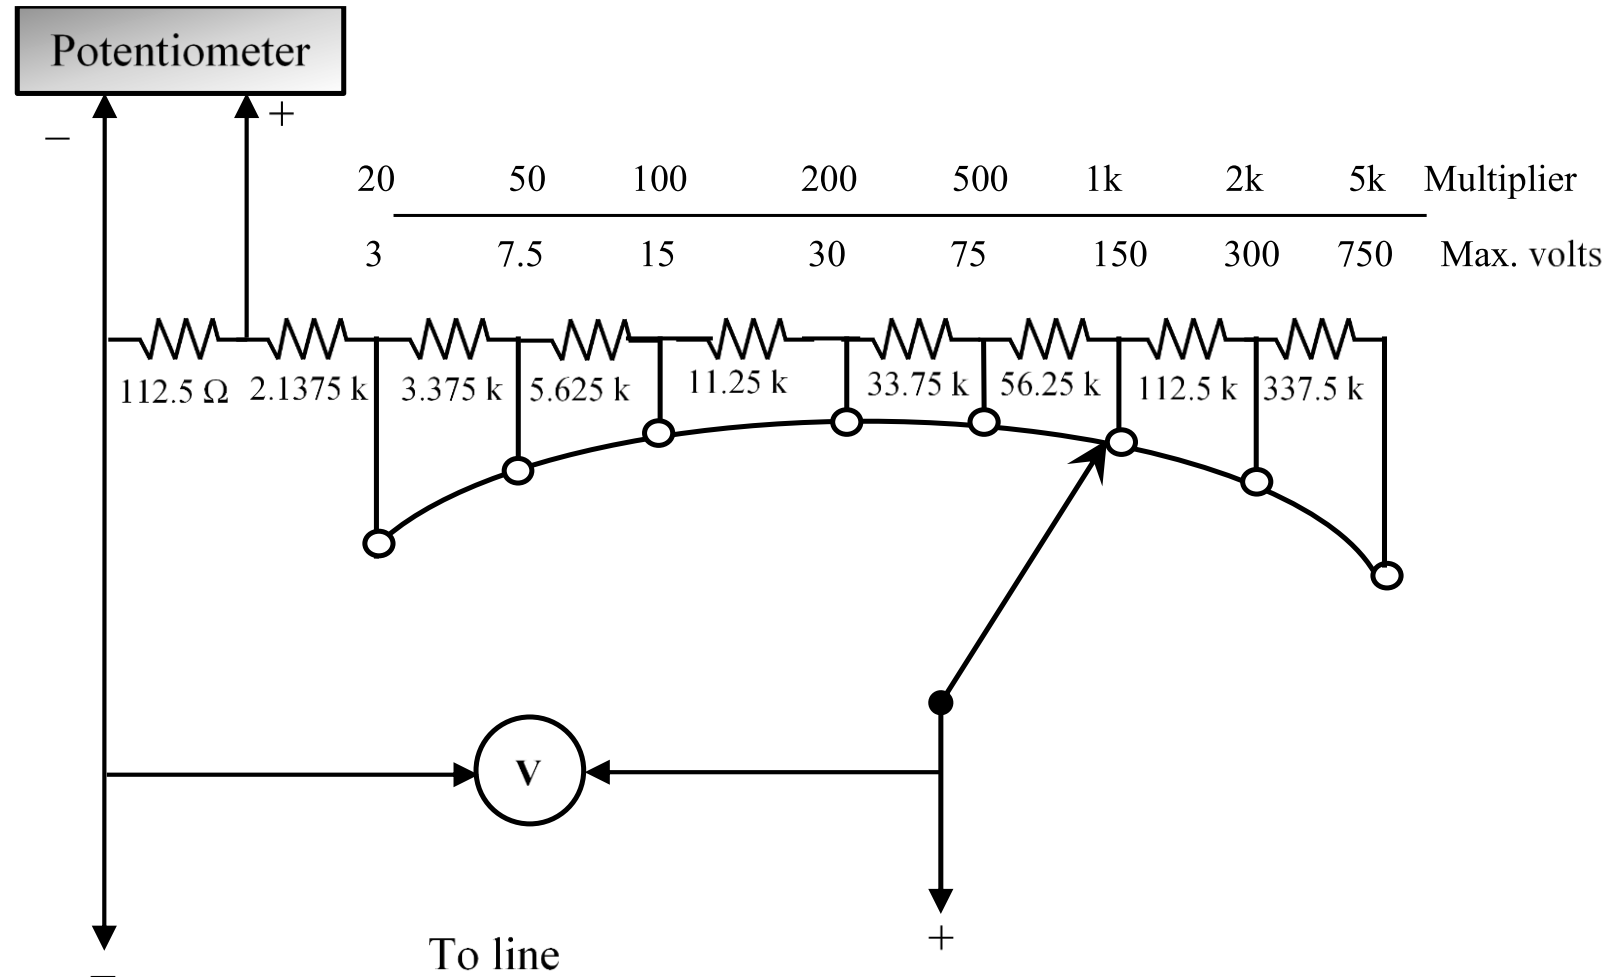 Potentiometer
− +
20 50 100 200 500 1k 2k 5k Multiplier
3 7.5 15 30 75 150 300 750 Max. volts
112.5 Ω 2.1375 k 3.375 k 5.625 k 11.25 k 33.75 k 56.25 k 112.5 k 337.5 k
V
+
To line
−